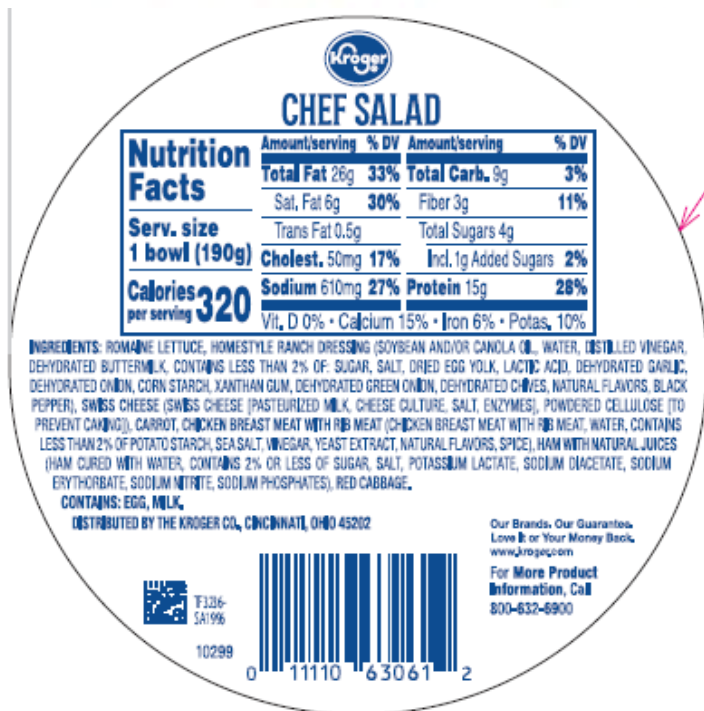 Kroger
CHEF SALAD
Nutrition Facts
Serv. size
1 bowl (190g)
Calories per serving 320
Amount/serving % DV
Total Fat 26g 33%
Sat. Fat 6g 30%
Trans Fat 0.5g
Cholest. 50mg 17%
Sodium 610mg 27%
Amount/serving % DV
Total Carb. 9g 3%
Fiber 3g 11%
Total Sugars 4g
Incl. 1g Added Sugars 2%
Protein 15g 28%
Vit. D 0% • Calcium 15% • Iron 6% • Potas. 10%
INGREDIENTS: ROMAINE LETTUCE, HOMESTYLE RANCH DRESSING (SOYBEAN AND/OR CANOLA OIL, WATER, DISTILLED VINEGAR,
DEHYDRATED BUTTERMILK, CONTAINS LESS THAN 2% OF: SUGAR, SALT, DRIED EGG YOLK, LACTIC ACID, DEHYDRATED GARLIC,
DEHYDRATED ONION, CORN STARCH, XANTHAN GUM, DEHYDRATED GREEN ONION, DEHYDRATED CHIVES, NATURAL FLAVORS, BLACK
PEPPER), SWISS CHEESE (SWISS CHEESE [PASTEURIZED MILK, CHEESE CULTURE, SALT, ENZYMES], POWDERED CELLULOSE [TO
PREVENT CAKING]), CARROT, CHICKEN BREAST MEAT WITH RIB MEAT (CHICKEN BREAST MEAT WITH RIB MEAT, WATER, CONTAINS
LESS THAN 2% OF POTATO STARCH, SEA SALT, VINEGAR, YEAST EXTRACT, NATURAL FLAVORS, SPICE), HAM WITH NATURAL JUICES
(HAM CURED WITH WATER, CONTAINS 2% OR LESS OF SUGAR, SALT, POTASSIUM LACTATE, SODIUM DIACETATE, SODIUM
ERYTHORBATE, SODIUM NITRITE, SODIUM PHOSPHATES), RED CABBAGE.
CONTAINS: EGG, MILK.
DISTRIBUTED BY THE KROGER CO., CINCINNATI, OHIO 45202
Our Brands. Our Guarantee.
Love It or Your Money Back.
www.kroger.com
For More Product
Information, Call
800-632-6900
TF3236-
SA1996
10299
0 11110 63061 2